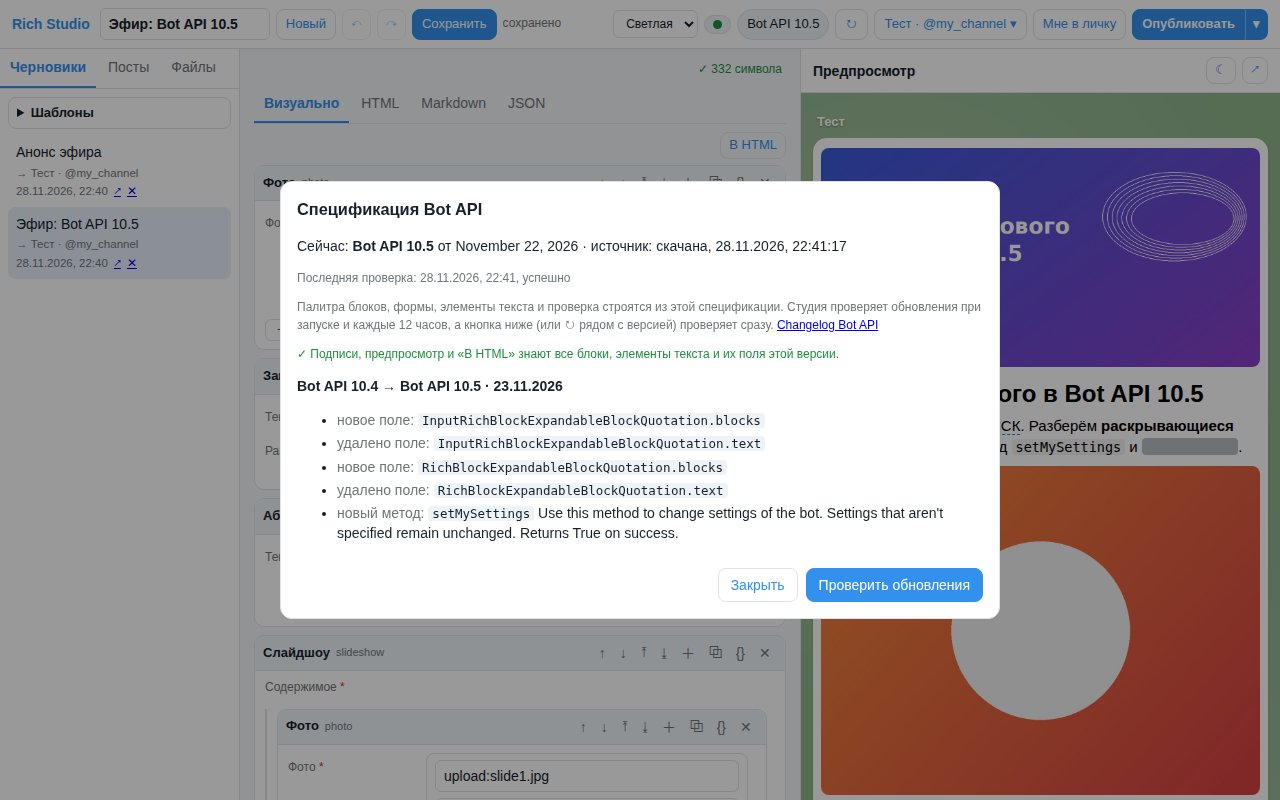 Rich Studio
Эфир: Bot API 10.5
Новый
Сохранить
сохранено
Светлая
Bot API 10.5
Тест · @my_channel ▾
Мне в личку
Опубликовать
Черновики Посты Файлы
Шаблоны
Анонс эфира
→ Тест · @my_channel
28.11.2026, 22:40 ↗ ✕
Эфир: Bot API 10.5
→ Тест · @my_channel
28.11.2026, 22:40 ↗ ✕
✓ 332 символа
Визуально HTML Markdown JSON
В HTML
Предпросмотр
Тест
ового
.5
ого в Bot API 10.5
СК. Разберём раскрывающиеся
setMySettings и
Спецификация Bot API
Сейчас: Bot API 10.5 от November 22, 2026 · источник: скачана, 28.11.2026, 22:41:17
Последняя проверка: 28.11.2026, 22:41, успешно
Палитра блоков, формы, элементы текста и проверка строятся из этой спецификации. Студия проверяет обновления при
запуске и каждые 12 часов, а кнопка ниже (или ↻ рядом с версией) проверяет сразу. Changelog Bot API
✓ Подписи, предпросмотр и «В HTML» знают все блоки, элементы текста и их поля этой версии.
Bot API 10.4 → Bot API 10.5 · 23.11.2026
новое поле: InputRichBlockExpandableBlockQuotation.blocks
удалено поле: InputRichBlockExpandableBlockQuotation.text
новое поле: RichBlockExpandableBlockQuotation.blocks
удалено поле: RichBlockExpandableBlockQuotation.text
новый метод: setMySettings Use this method to change settings of the bot. Settings that aren't
specified remain unchanged. Returns True on success.
Закрыть
Проверить обновления
Слайдшоу slideshow
Содержимое *
Фото photo
Фото *
upload:slide1.jpg